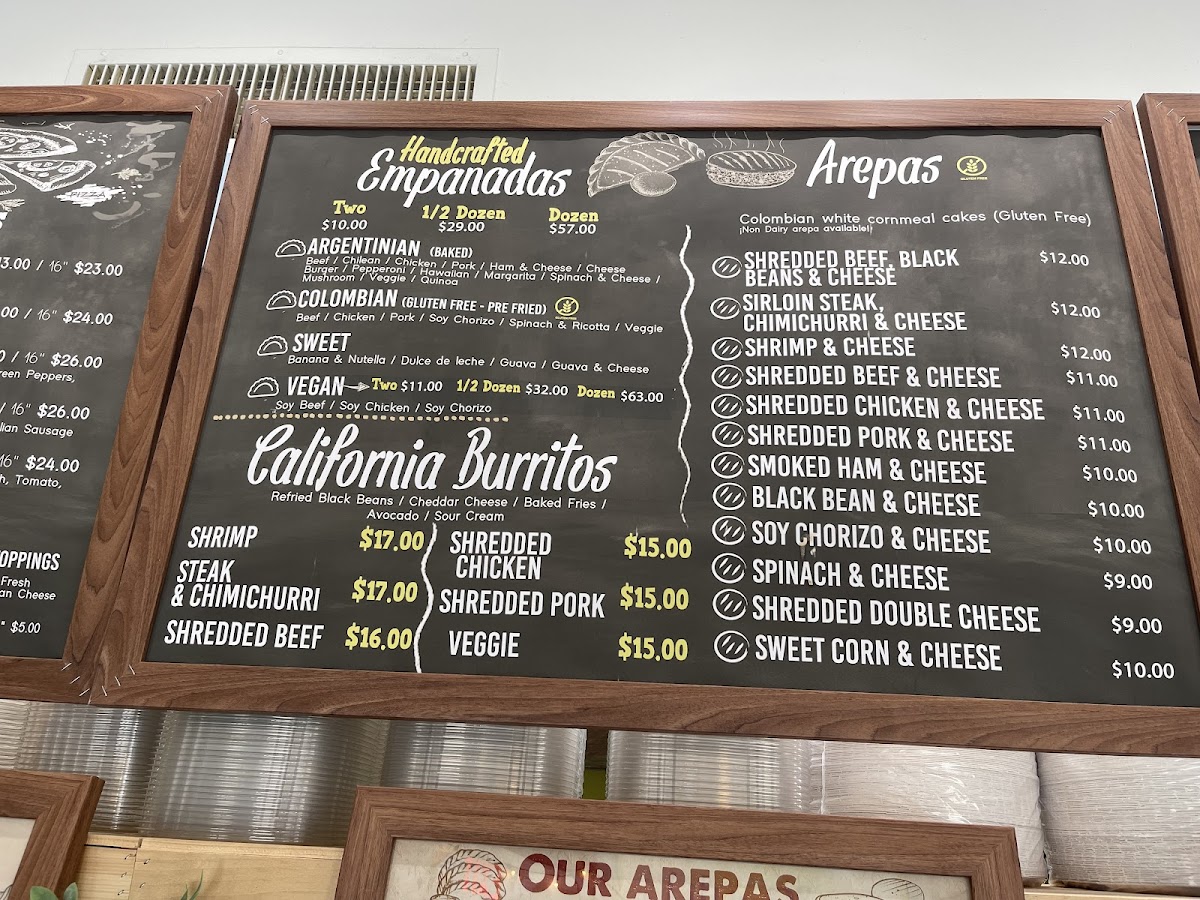 PIZZA
13.00 / 16" $23.00
00 / 16" $24.00
0 / 16" $26.00
reen Peppers,
/ 16" $26.00
lian Sausage
16" $24.00
h, Tomato,
OPPINGS
Fresh
an Cheese
" $5.00
Handcrafted
Empanadas
Two 1/2 Dozen Dozen
$10.00 $29.00 $57.00
ARGENTINIAN (BAKED)
Beef / Chilean / Chicken / Pork / Ham & Cheese / Cheese
Burger / Pepperoni / Hawaiian / Margarita / Spinach & Cheese /
Mushroom / Veggie / Quinoa
COLOMBIAN (GLUTEN FREE - PRE FRIED)
Beef / Chicken / Pork / Soy Chorizo / Spinach & Ricotta / Veggie
SWEET
Banana & Nutella / Dulce de leche / Guava / Guava & Cheese
VEGAN Two $11.00 1/2 Dozen $32.00 Dozen $63.00
Soy Beef / Soy Chicken / Soy Chorizo
California Burritos
Refried Black Beans / Cheddar Cheese / Baked Fries /
Avocado / Sour Cream
SHRIMP $17.00
STEAK
& CHIMICHURRI $17.00
SHREDDED BEEF $16.00
SHREDDED
CHICKEN $15.00
SHREDDED PORK $15.00
VEGGIE $15.00
Arepas
GLUTEN FREE
Colombian white cornmeal cakes (Gluten Free)
¡Non Dairy arepa available!
SHREDDED BEEF, BLACK $12.00
BEANS & CHEESE
SIRLOIN STEAK, $12.00
CHIMICHURRI & CHEESE
SHRIMP & CHEESE $12.00
SHREDDED BEEF & CHEESE $11.00
SHREDDED CHICKEN & CHEESE $11.00
SHREDDED PORK & CHEESE $11.00
SMOKED HAM & CHEESE $10.00
BLACK BEAN & CHEESE $10.00
SOY CHORIZO & CHEESE $10.00
SPINACH & CHEESE $9.00
SHREDDED DOUBLE CHEESE $9.00
SWEET CORN & CHEESE $10.00
OUR AREPAS